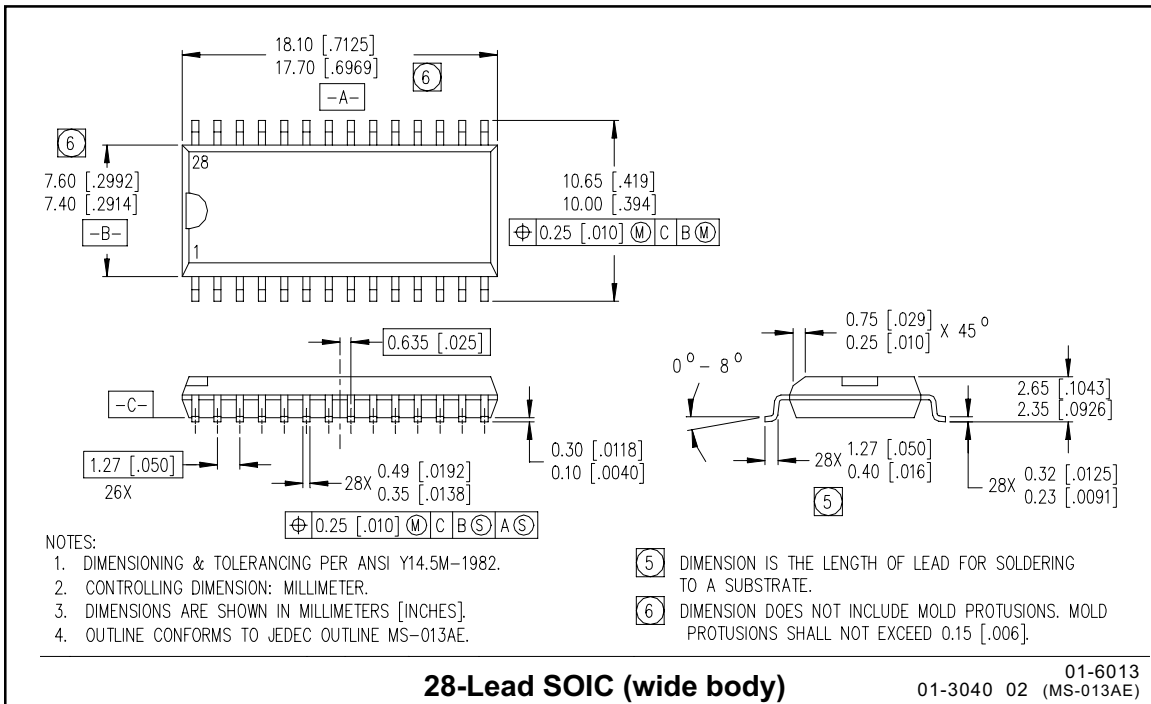 18.10 [.7125]
17.70 [.6969]
6
-A-
6
28
7.60 [.2992]
7.40 [.2914]
-B-
1
10.65 [.419]
10.00 [.394]
⌖ 0.25 [.010] Ⓜ C B Ⓜ
0.635 [.025]
-C-
1.27 [.050]
26X
28X 0.49 [.0192]
0.35 [.0138]
⌖ 0.25 [.010] Ⓜ C B Ⓢ A Ⓢ
0.30 [.0118]
0.10 [.0040]
0.75 [.029]
0.25 [.010] X 45°
0° – 8°
2.65 [.1043]
2.35 [.0926]
28X 1.27 [.050]
0.40 [.016]
5
28X 0.32 [.0125]
0.23 [.0091]
NOTES:
1. DIMENSIONING & TOLERANCING PER ANSI Y14.5M–1982.
2. CONTROLLING DIMENSION: MILLIMETER.
3. DIMENSIONS ARE SHOWN IN MILLIMETERS [INCHES].
4. OUTLINE CONFORMS TO JEDEC OUTLINE MS–013AE.
5 DIMENSION IS THE LENGTH OF LEAD FOR SOLDERING
TO A SUBSTRATE.
6 DIMENSION DOES NOT INCLUDE MOLD PROTUSIONS. MOLD
PROTUSIONS SHALL NOT EXCEED 0.15 [.006].
28-Lead SOIC (wide body)
01-6013
01-3040 02 (MS-013AE)